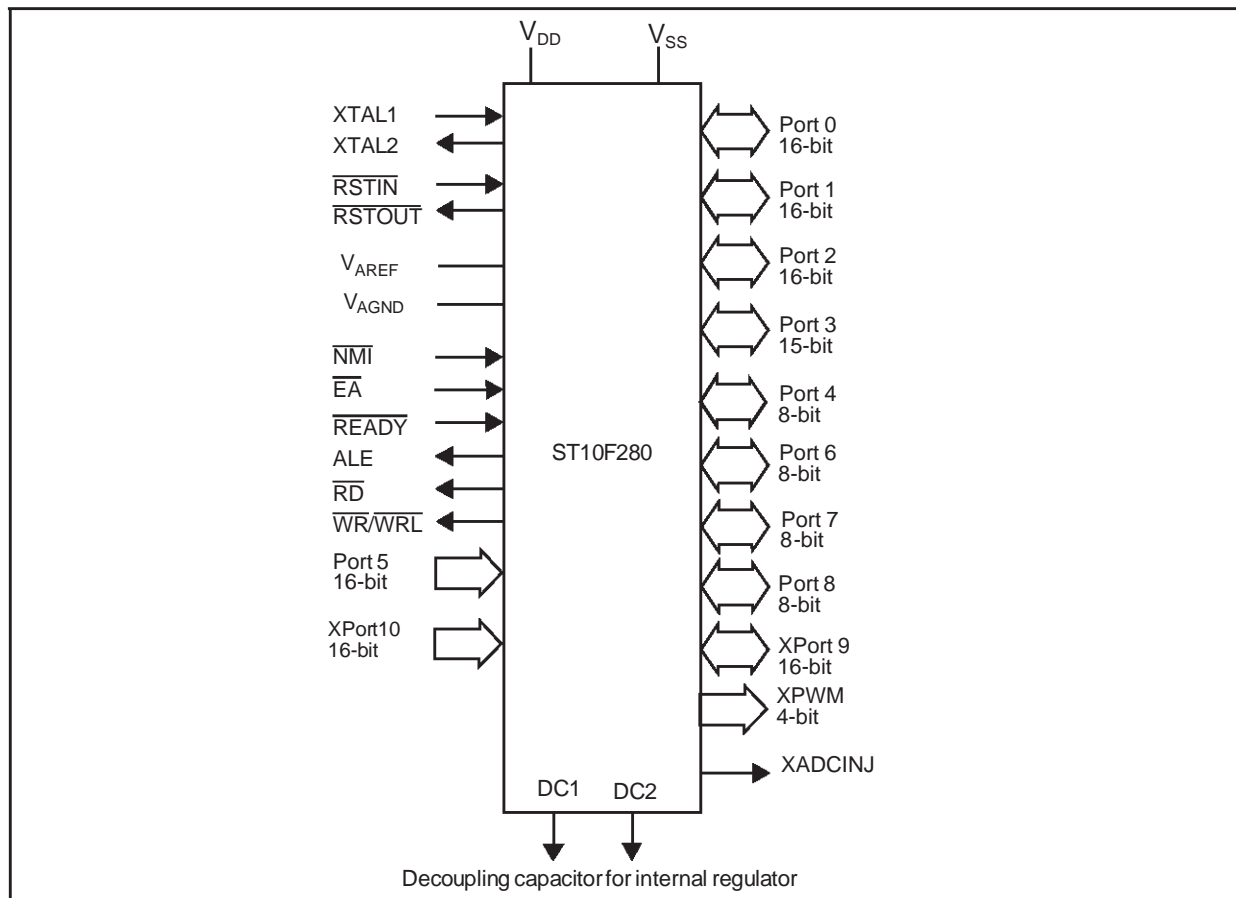 VDD
VSS
XTAL1
XTAL2
RSTIN
RSTOUT
VAREF
VAGND
NMI
EA
READY
ALE
RD
WR/WRL
Port 5
16-bit
XPort10
16-bit
ST10F280
Port 0
16-bit
Port 1
16-bit
Port 2
16-bit
Port 3
15-bit
Port 4
8-bit
Port 6
8-bit
Port 7
8-bit
Port 8
8-bit
XPort 9
16-bit
XPWM
4-bit
XADCINJ
DC1
DC2
Decoupling capacitor for internal regulator